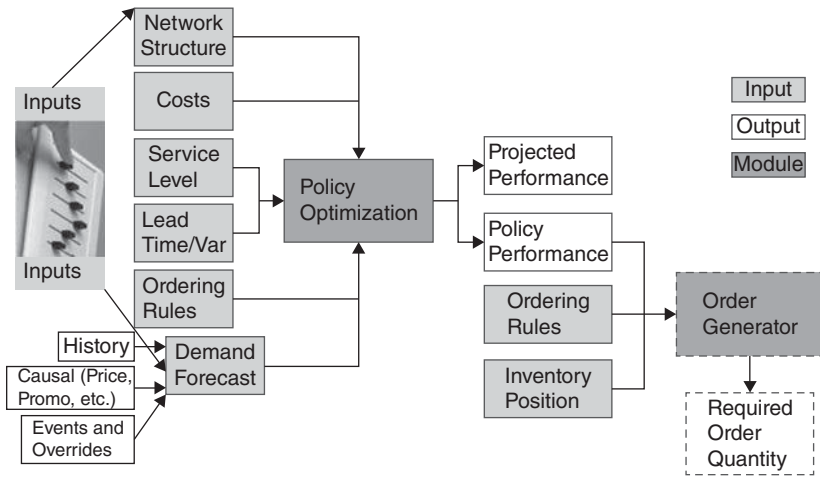 Network
Structure
Inputs
Costs
Service
Level
Lead
Time/Var
Inputs
Ordering
Rules
History
Demand
Forecast
Causal (Price,
Promo, etc.)
Events and
Overrides
Policy
Optimization
Projected
Performance
Policy
Performance
Ordering
Rules
Inventory
Position
Input
Output
Module
Order
Generator
Required
Order
Quantity